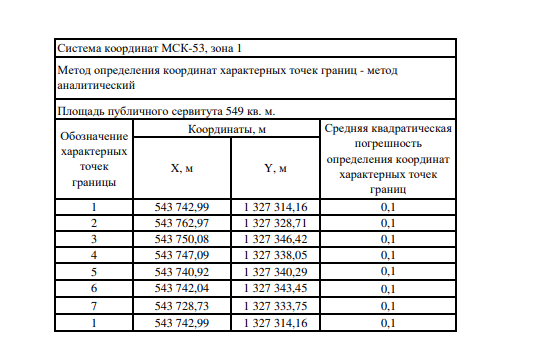 Система координат МСК-53, зона 1
Метод определения координат характерных точек границ - метод
аналитический
Площадь публичного сервитута 549 кв. м.
Обозначение
характерных
точек
границы
Координаты, м
X, м
Y, м
Средняя квадратическая
погрешность
определения координат
характерных точек
границ
1 543 742,99 1 327 314,16 0,1
2 543 762,97 1 327 328,71 0,1
3 543 750,08 1 327 346,42 0,1
4 543 747,09 1 327 338,05 0,1
5 543 740,92 1 327 340,29 0,1
6 543 742,04 1 327 343,45 0,1
7 543 728,73 1 327 333,75 0,1
1 543 742,99 1 327 314,16 0,1